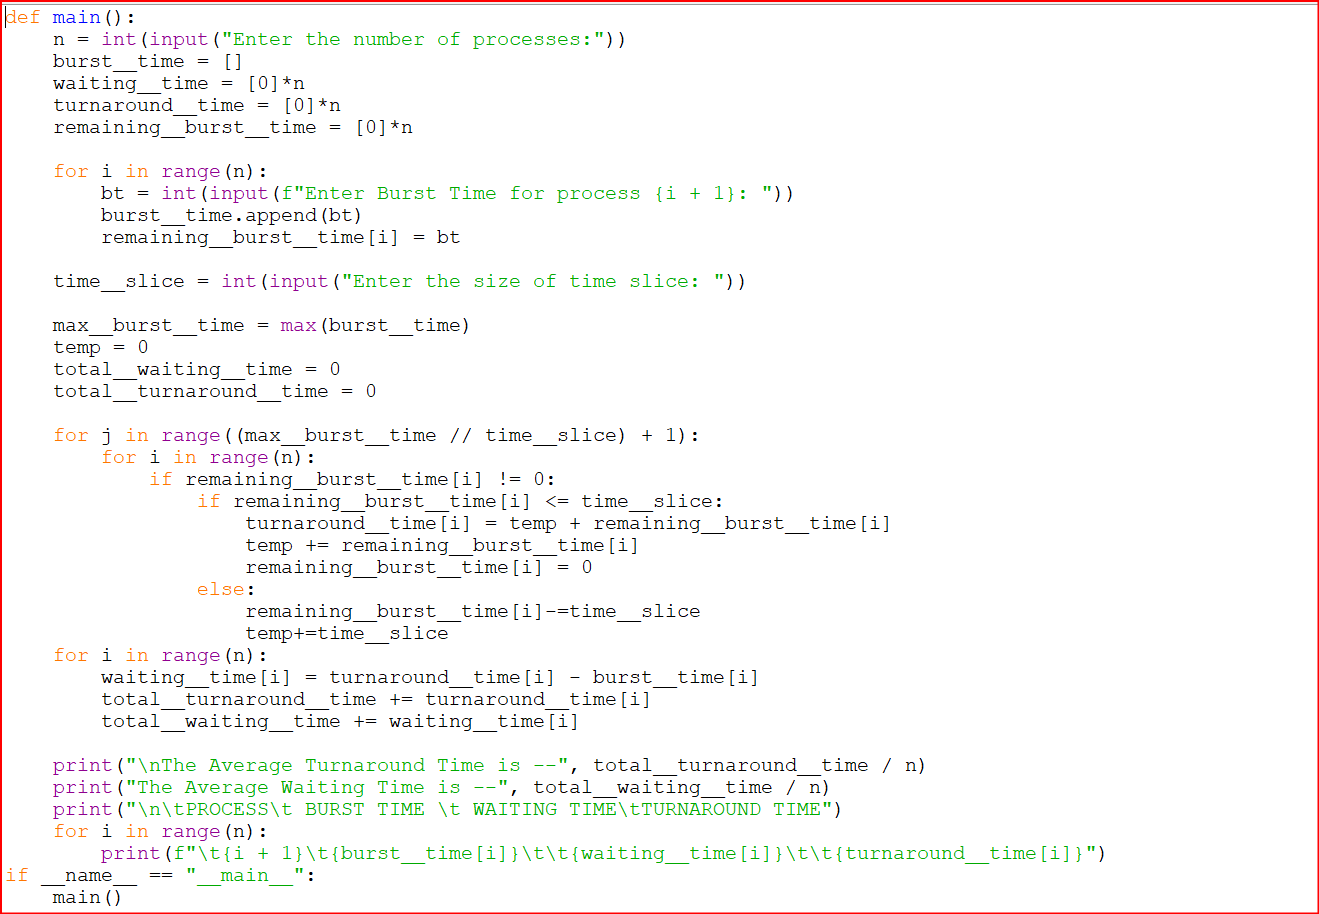 def main():
    n = int(input("Enter the number of processes:"))
    burst__time = []
    waiting__time = [0]*n
    turnaround__time = [0]*n
    remaining__burst__time = [0]*n

    for i in range(n):
        bt = int(input(f"Enter Burst Time for process {i + 1}: "))
        burst__time.append(bt)
        remaining__burst__time[i] = bt

    time__slice = int(input("Enter the size of time slice: "))

    max__burst__time = max(burst__time)
    temp = 0
    total__waiting__time = 0
    total__turnaround__time = 0

    for j in range((max__burst__time // time__slice) + 1):
        for i in range(n):
            if remaining__burst__time[i] != 0:
                if remaining__burst__time[i] <= time__slice:
                    turnaround__time[i] = temp + remaining__burst__time[i]
                    temp += remaining__burst__time[i]
                    remaining__burst__time[i] = 0
                else:
                    remaining__burst__time[i]-=time__slice
                    temp+=time__slice
    for i in range(n):
        waiting__time[i] = turnaround__time[i] - burst__time[i]
        total__turnaround__time += turnaround__time[i]
        total__waiting__time += waiting__time[i]

    print("\nThe Average Turnaround Time is --", total__turnaround__time / n)
    print("The Average Waiting Time is --", total__waiting__time / n)
    print("\n\tPROCESS\t BURST TIME \t WAITING TIME\tTURNAROUND TIME")
    for i in range(n):
        print(f"\t{i + 1}\t{burst__time[i]}\t\t{waiting__time[i]}\t\t{turnaround__time[i]}")
if __name__ == "__main__":
    main()